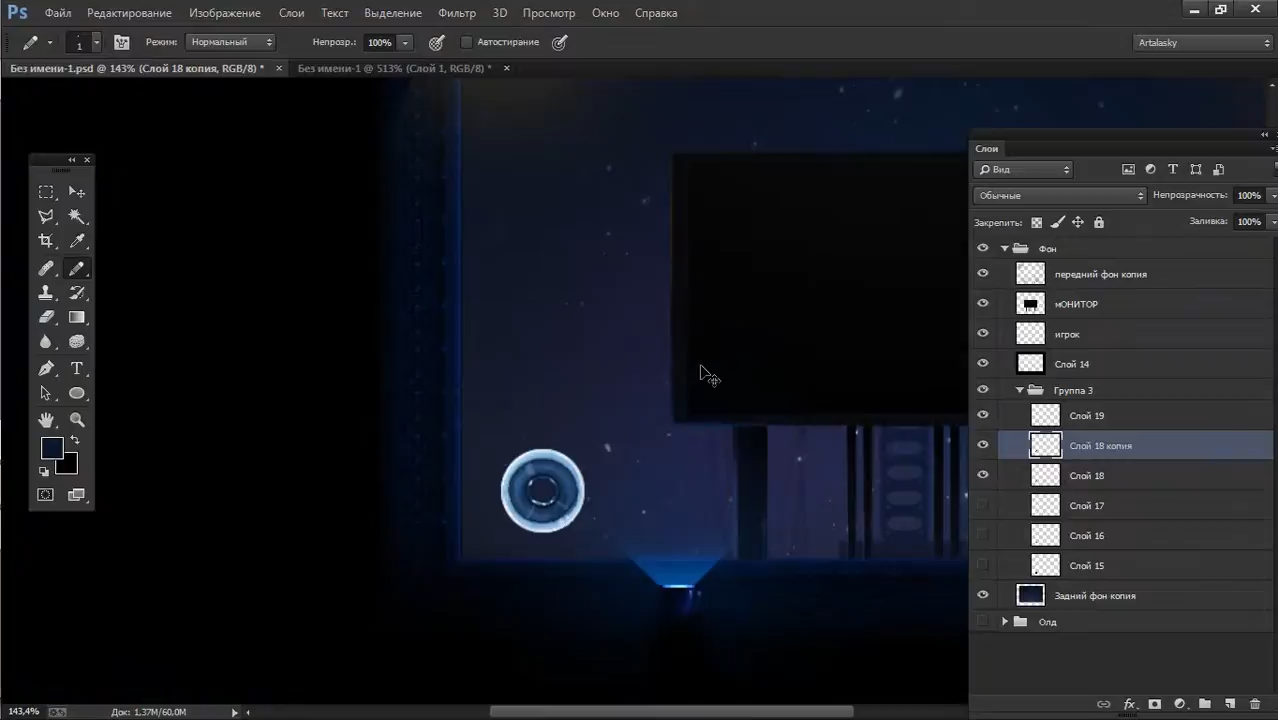 Ps Файл Редактирование Изображение Слои Текст Выделение Фильтр 3D Просмотр Окно Справка
1 Режим: Нормальный Непрозр.: 100% Автостирание Artalasky
Без имени-1.psd @ 143% (Слой 18 копия, RGB/8) * × Без имени-1 @ 513% (Слой 1, RGB/8) * ×
Слои
Вид
Обычные Непрозрачность: 100%
Закрепить: Заливка: 100%
Фон
передний фон копия
мОНИТОР
игрок
Слой 14
Группа 3
Слой 19
Слой 18 копия
Слой 18
Слой 17
Слой 16
Слой 15
Задний фон копия
Олд
143,4% Док: 1,37M/60,0M